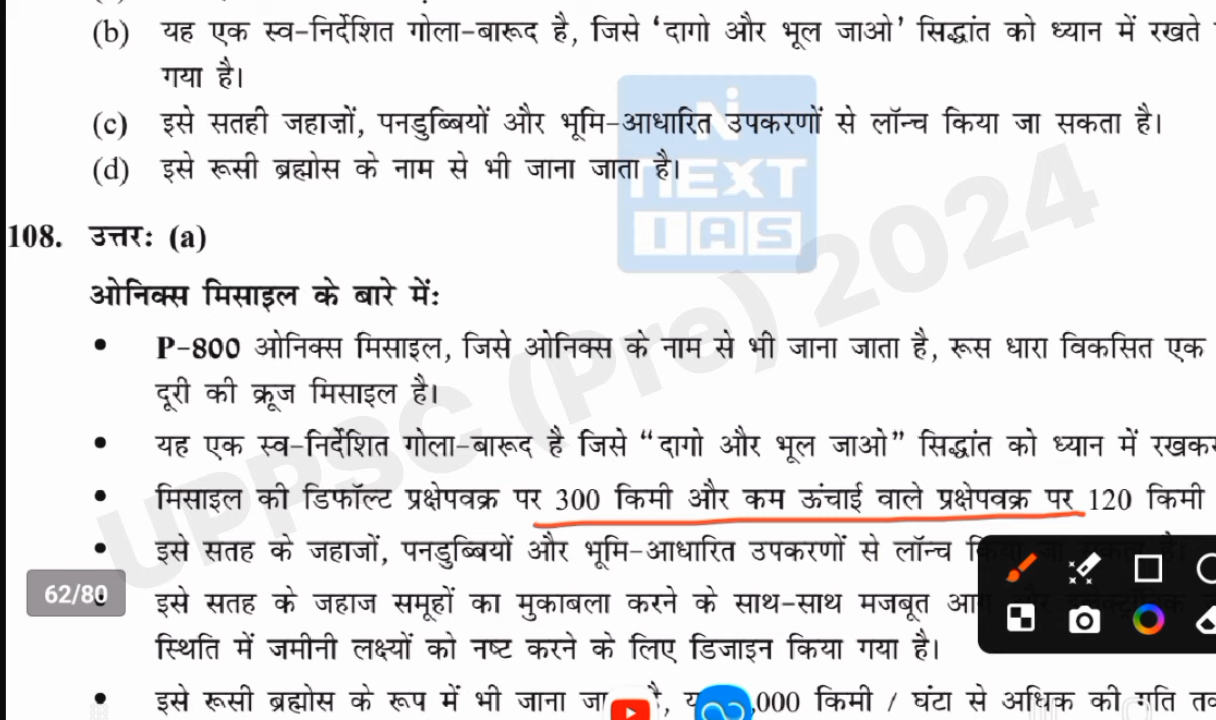 (b) यह एक स्व-निर्देशित गोला-बारूद है, जिसे ‘दागो और भूल जाओ’ सिद्धांत को ध्यान में रखते
गया है।
(c) इसे सतही जहाज़ों, पनडुब्बियों और भूमि-आधारित उपकरणों से लॉन्च किया जा सकता है।
(d) इसे रूसी ब्रह्मोस के नाम से भी जाना जाता है।
NEXT
IAS
108. उत्तरः (a)
ओनिक्स मिसाइल के बारे में:
• P-800 ओनिक्स मिसाइल, जिसे ओनिक्स के नाम से भी जाना जाता है, रूस धारा विकसित एक
दूरी की क्रूज मिसाइल है।
UPPSC (Pre) 2024
• यह एक स्व-निर्देशित गोला-बारूद है जिसे “दागो और भूल जाओ” सिद्धांत को ध्यान में रखकर
• मिसाइल की डिफॉल्ट प्रक्षेपवक्र पर 300 किमी और कम ऊंचाई वाले प्रक्षेपवक्र पर 120 किमी
• इसे सतह के जहाजों, पनडुब्बियों और भूमि-आधारित उपकरणों से लॉन्च किया जा सकता है।
62/80
इसे सतह के जहाज समूहों का मुकाबला करने के साथ-साथ मजबूत और
स्थिति में जमीनी लक्ष्यों को नष्ट करने के लिए डिजाइन किया गया है।
• इसे रूसी ब्रह्मोस के रूप में भी जाना है, ,000 किमी / घंटा से अधिक की गति